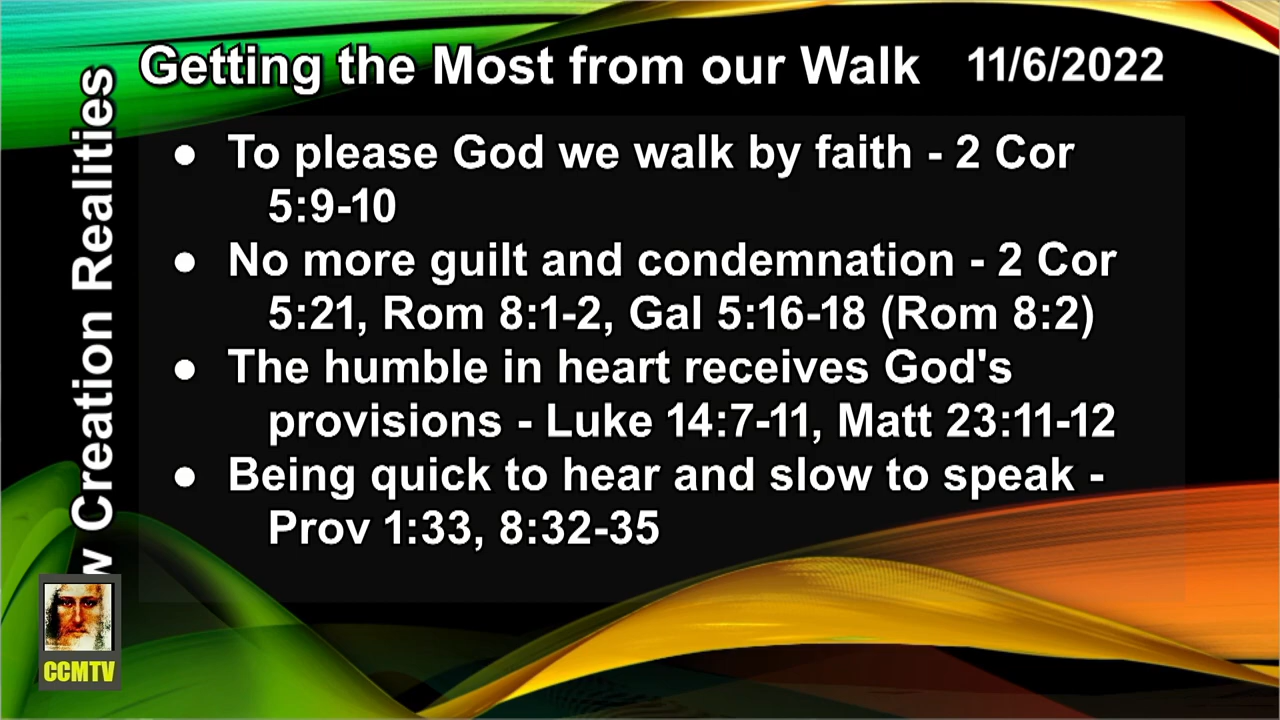 Getting the Most from our Walk 11/6/2022
w Creation Realities
● To please God we walk by faith - 2 Cor
5:9-10
● No more guilt and condemnation - 2 Cor
5:21, Rom 8:1-2, Gal 5:16-18 (Rom 8:2)
● The humble in heart receives God's
provisions - Luke 14:7-11, Matt 23:11-12
● Being quick to hear and slow to speak -
Prov 1:33, 8:32-35
CCMTV